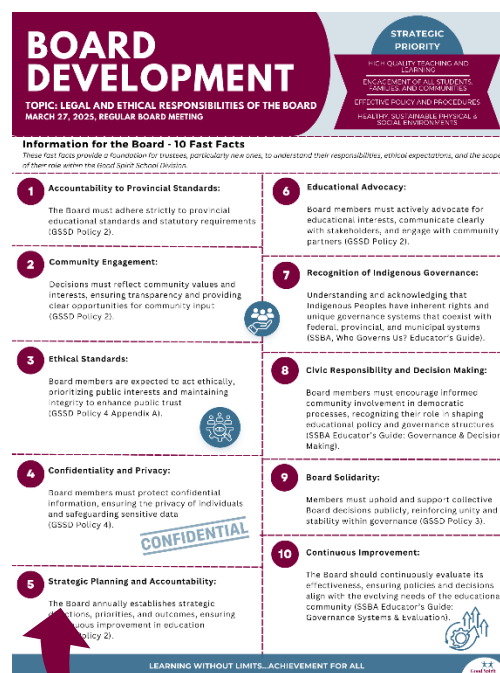 BOARD
DEVELOPMENT
TOPIC: LEGAL AND ETHICAL RESPONSIBILITIES OF THE BOARD
MARCH 27, 2025, REGULAR BOARD MEETING
STRATEGIC
PRIORITY
HIGH QUALITY TEACHING AND
LEARNING
ENGAGEMENT OF ALL STUDENTS,
FAMILIES, AND COMMUNITIES
EFFECTIVE POLICY AND PROCEDURES
HEALTHY, SUSTAINABLE PHYSICAL &
SOCIAL ENVIRONMENTS
Information for the Board - 10 Fast Facts
These fast facts provide a foundation for trustees, particularly new ones, to understand their responsibilities, ethical expectations, and the scope
of their role within the Good Spirit School Division.
1
Accountability to Provincial Standards:
The Board must adhere strictly to provincial
educational standards and statutory requirements
(GSSD Policy 2).
2
Community Engagement:
Decisions must reflect community values and
interests, ensuring transparency and providing
clear opportunities for community input
(GSSD Policy 2).
3
Ethical Standards:
Board members are expected to act ethically,
prioritizing public interests and maintaining
integrity to enhance public trust
(GSSD Policy 4 Appendix A).
4
Confidentiality and Privacy:
Board members must protect confidential
information, ensuring the privacy of individuals
and safeguarding sensitive data
(GSSD Policy 4).
CONFIDENTIAL
5
Strategic Planning and Accountability:
The Board annually establishes strategic
priorities, and outcomes, ensuring
improvement in education
2).
6
Educational Advocacy:
Board members must actively advocate for
educational interests, communicate clearly
with stakeholders, and engage with community
partners (GSSD Policy 2).
7
Recognition of Indigenous Governance:
Understanding and acknowledging that
Indigenous Peoples have inherent rights and
unique governance systems that coexist with
federal, provincial, and municipal systems
(SSBA, Who Governs Us? Educator's Guide).
8
Civic Responsibility and Decision Making:
Board members must encourage informed
community involvement in democratic
processes, recognizing their role in shaping
educational policy and governance structures
(SSBA Educator's Guide: Governance & Decision
Making).
9
Board Solidarity:
Members must uphold and support collective
Board decisions publicly, reinforcing unity and
stability within governance (GSSD Policy 3).
10
Continuous Improvement:
The Board should continuously evaluate its
effectiveness, ensuring policies and decisions
align with the evolving needs of the educational
community (SSBA Educator's Guide:
Governance Systems & Evaluation).
LEARNING WITHOUT LIMITS...ACHIEVEMENT FOR ALL
Good Spirit